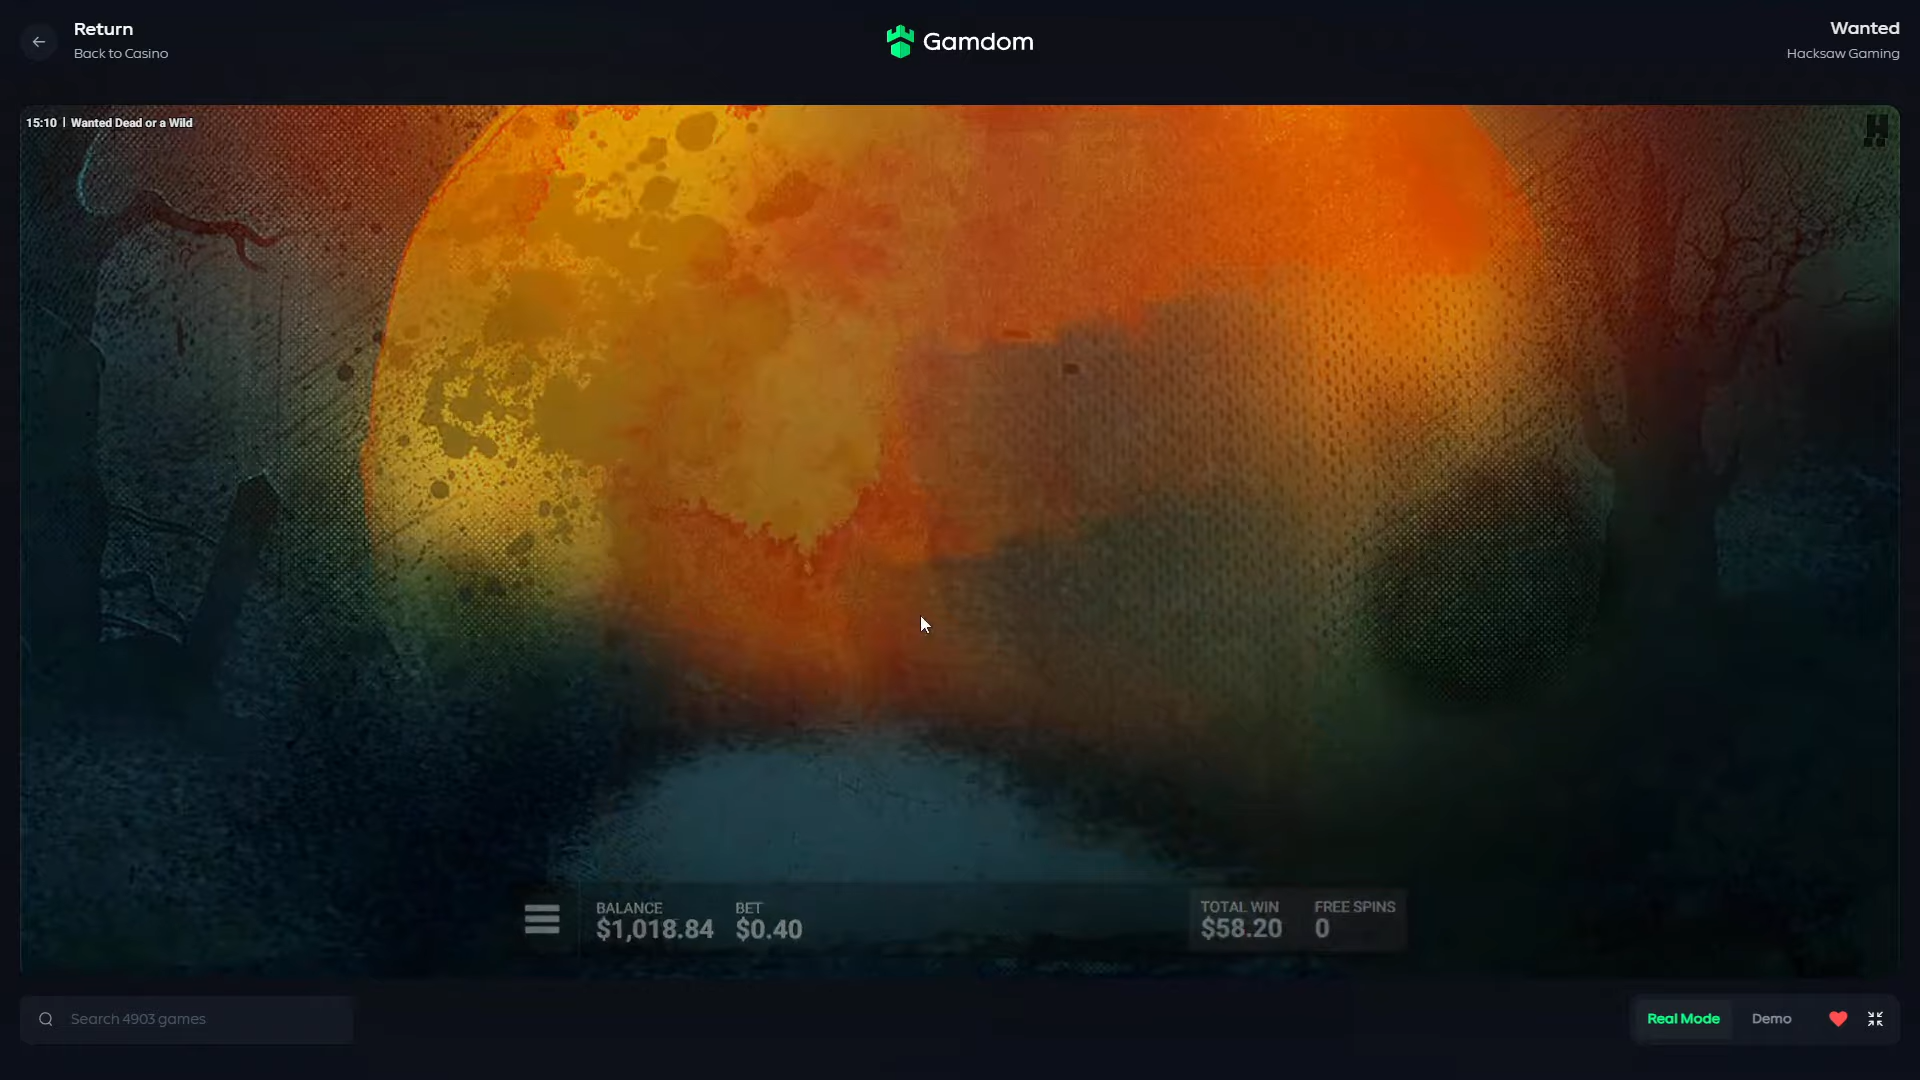 Return
Back to Casino
Gamdom
Wanted
Hacksaw Gaming
15:10 | Wanted Dead or a Wild
BALANCE
$1,018.84
BET
$0.40
TOTAL WIN
$58.20
FREE SPINS
0
Search 4903 games
Real Mode
Demo